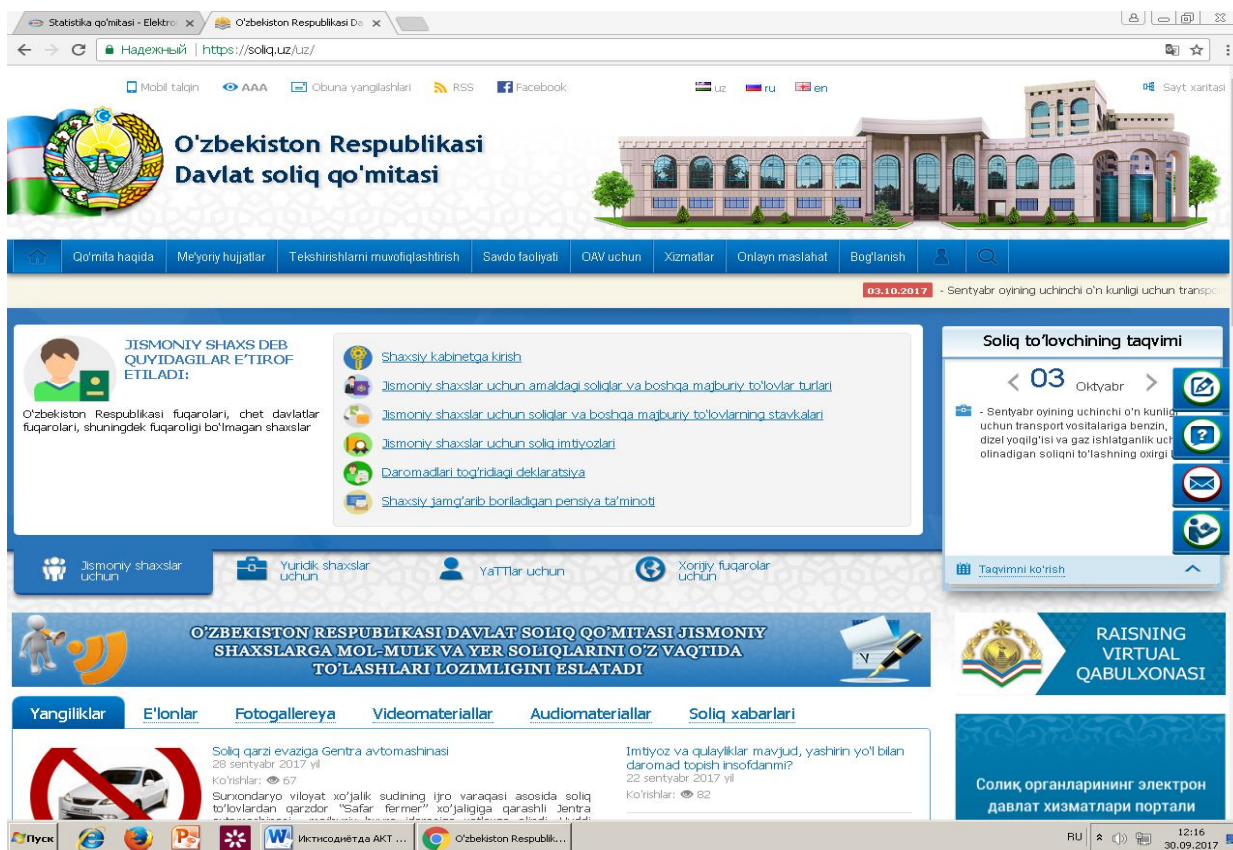 Statistika qo'mitasi - Elektro
O'zbekiston Respublikasi Da
Надежный https://soliq.uz/uz/
Mobil talqin AAA Obuna yangilashlari RSS Facebook uz ru en Sayt xaritasi
O'zbekiston Respublikasi
Davlat soliq qo'mitasi
Qo'mita haqida Me'yoriy hujjatlar Tekshirishlarni muvofiqlashtirish Savdo faoliyati OAV uchun Xizmatlar Onlayn maslahat Bog'lanish
03.10.2017 - Sentyabr oyining uchinchi o'n kunligi uchun transpo
JISMONIY SHAXS DEB
QUYIDAGILAR E'TIROF
ETILADI:
O'zbekiston Respublikasi fuqarolari, chet davlatlar
fuqarolari, shuningdek fuqaroligi bo'lmagan shaxslar
Shaxsiy kabinetga kirish
Jismoniy shaxslar uchun amaldagi soliqlar va boshqa majburiy to'lovlar turlari
Jismoniy shaxslar uchun soliqlar va boshqa majburiy to'lovlarning stavkalari
Jismoniy shaxslar uchun soliq imtiyozlari
Daromadlari tog'ridiagi deklaratsiya
Shaxsiy jamg'arib boriladigan pensiya ta'minoti
Soliq to'lovchining taqvimi
03 Oktyabr
- Sentyabr oyining uchinchi o'n kunligi
uchun transport vositalariga benzin,
dizel yoqilg'isi va gaz ishlatganlik uch
olinadigan soliqni to'lashning oxirgi
Taqvimni ko'rish
Jismoniy shaxslar
uchun
Yuridik shaxslar
uchun
YaTTlar uchun
Xorijiy fuqarolar
uchun
O'ZBEKISTON RESPUBLIKASI DAVLAT SOLIQ QO'MITASI JISMONIY
SHAXSLARGA MOL-MULK VA YER SOLIQLARINI O'Z VAQTIDA
TO'LASHLARI LOZIMLIGINI ESLATADI
RAISNING
VIRTUAL
QABULXONASI
Yangiliklar E'lonlar Fotogallereya Videomateriallar Audiomateriallar Soliq xabarlari
Soliq qarzi evaziga Gentra avtomashinasi
28 sentyabr 2017 yil
Ko'rishlar: 67
Surxondaryo viloyat xo'jalik sudining ijro varaqasi asosida soliq
to'lovlardan qarzdor "Safar fermer" xo'jaligiga qarashli Jentra
Imtiyoz va qulayliklar mavjud, yashirin yo'l bilan
daromad topish insofdanmi?
22 sentyabr 2017 yil
Ko'rishlar: 82
Солиқ органларининг электрон
давлат хизматлари портали
Пуск Иктисодиётда АКТ ... O'zbekiston Respublik... RU 12:16
30.09.2017